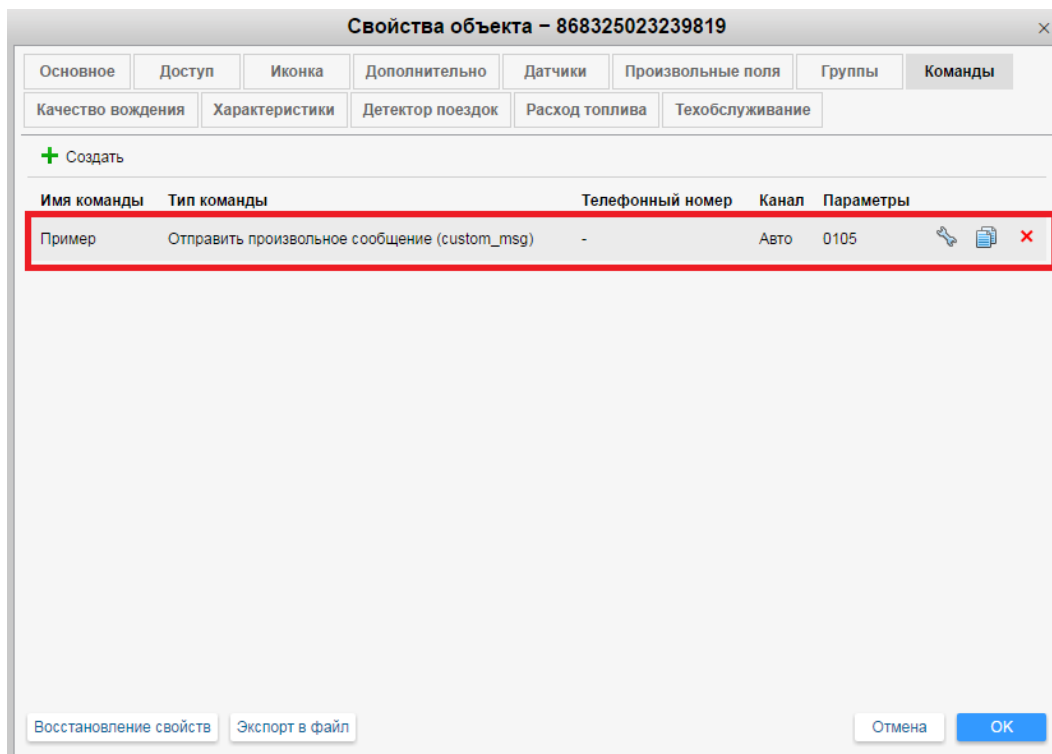 Свойства объекта – 868325023239819 ×
Основное Доступ Иконка Дополнительно Датчики Произвольные поля Группы Команды
Качество вождения Характеристики Детектор поездок Расход топлива Техобслуживание
Создать
Имя команды Тип команды Телефонный номер Канал Параметры
Пример Отправить произвольное сообщение (custom_msg) - Авто 0105
Восстановление свойств Экспорт в файл Отмена OK